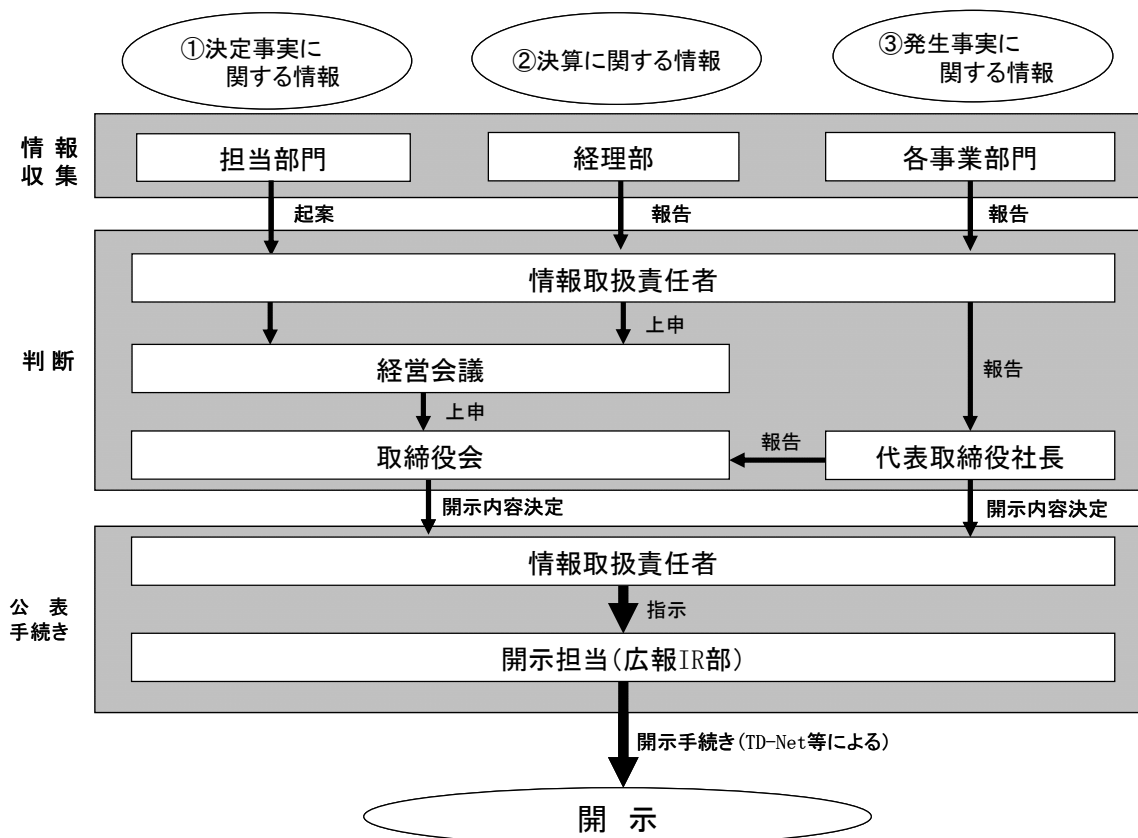 ①決定事実に
関する情報
②決算に関する情報
③発生事実に
関する情報
情 報
収 集
担当部門
経理部
各事業部門
起案
報告
報告
判 断
情報取扱責任者
上申
経営会議
報告
上申
取締役会
報告
代表取締役社長
開示内容決定
開示内容決定
公 表
手続き
情報取扱責任者
指示
開示担当(広報IR部)
開示手続き(TD-Net等による)
開 示